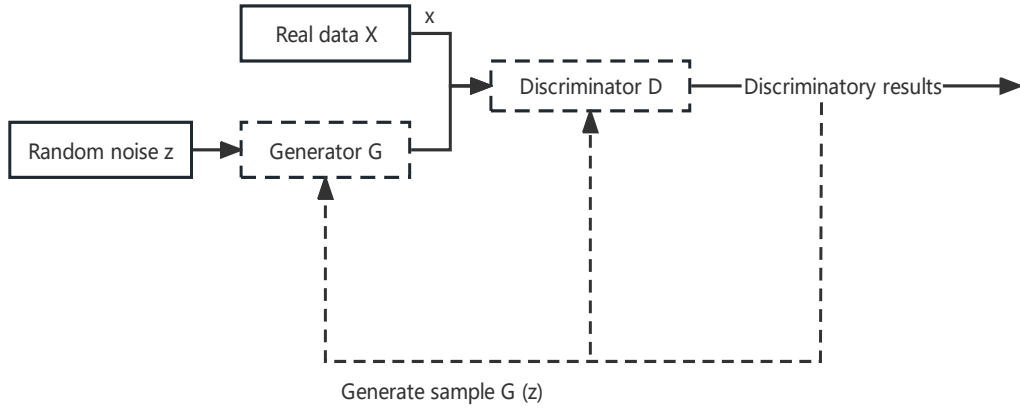 x
Real data X
Discriminator D
Discriminatory results
Random noise z
Generator G
Generate sample G (z)